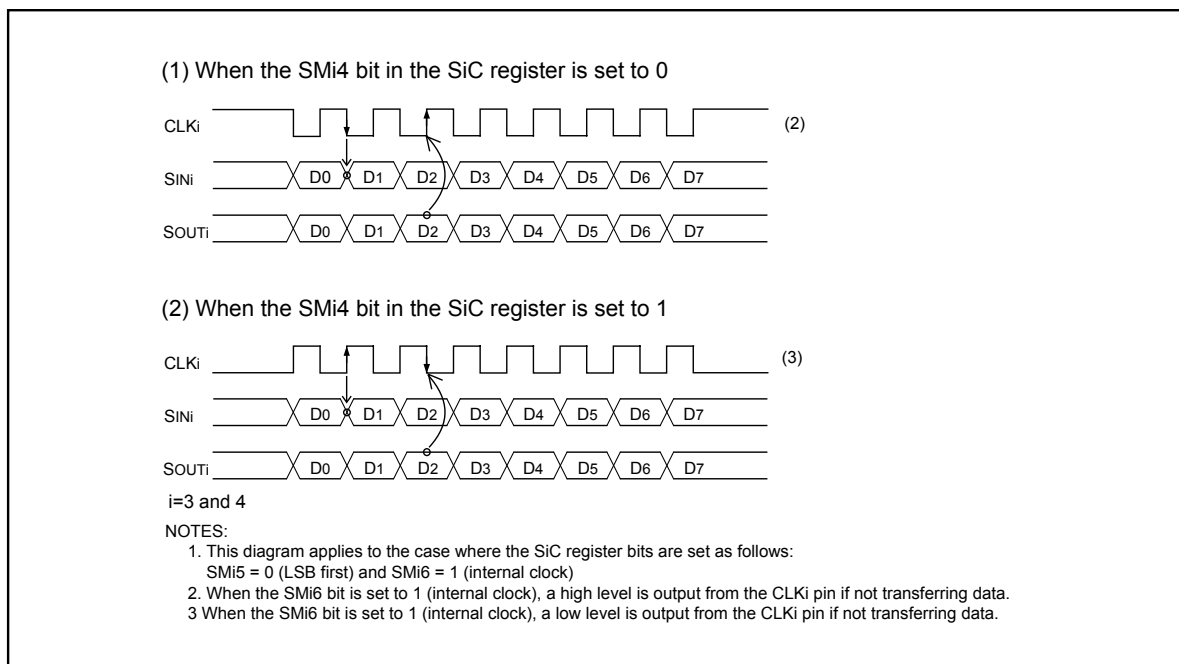 (1) When the SMi4 bit in the SiC register is set to 0
CLKi
(2)
SINi
D0 D1 D2 D3 D4 D5 D6 D7
SOUTi
D0 D1 D2 D3 D4 D5 D6 D7
(2) When the SMi4 bit in the SiC register is set to 1
CLKi
(3)
SINi
D0 D1 D2 D3 D4 D5 D6 D7
SOUTi
D0 D1 D2 D3 D4 D5 D6 D7
i=3 and 4
NOTES:
1. This diagram applies to the case where the SiC register bits are set as follows:
SMi5 = 0 (LSB first) and SMi6 = 1 (internal clock)
2. When the SMi6 bit is set to 1 (internal clock), a high level is output from the CLKi pin if not transferring data.
3 When the SMi6 bit is set to 1 (internal clock), a low level is output from the CLKi pin if not transferring data.